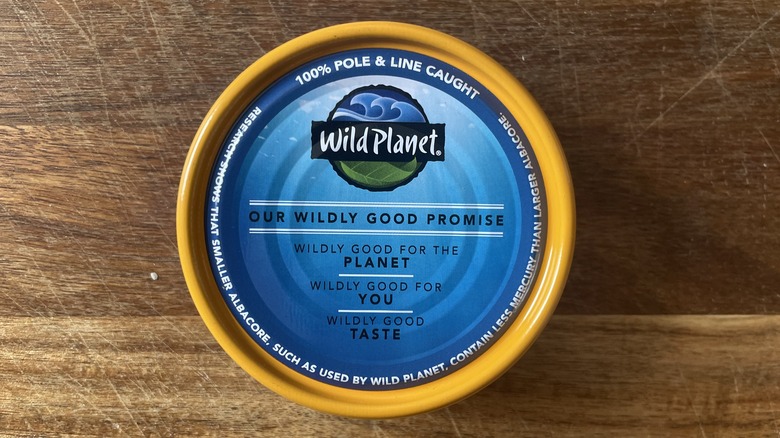 100% POLE & LINE CAUGHT
Wild Planet®
OUR WILDLY GOOD PROMISE
WILDLY GOOD FOR THE
PLANET
WILDLY GOOD FOR
YOU
WILDLY GOOD
TASTE
RESEARCH SHOWS THAT SMALLER ALBACORE, SUCH AS USED BY WILD PLANET, CONTAIN LESS MERCURY THAN LARGER ALBACORE.